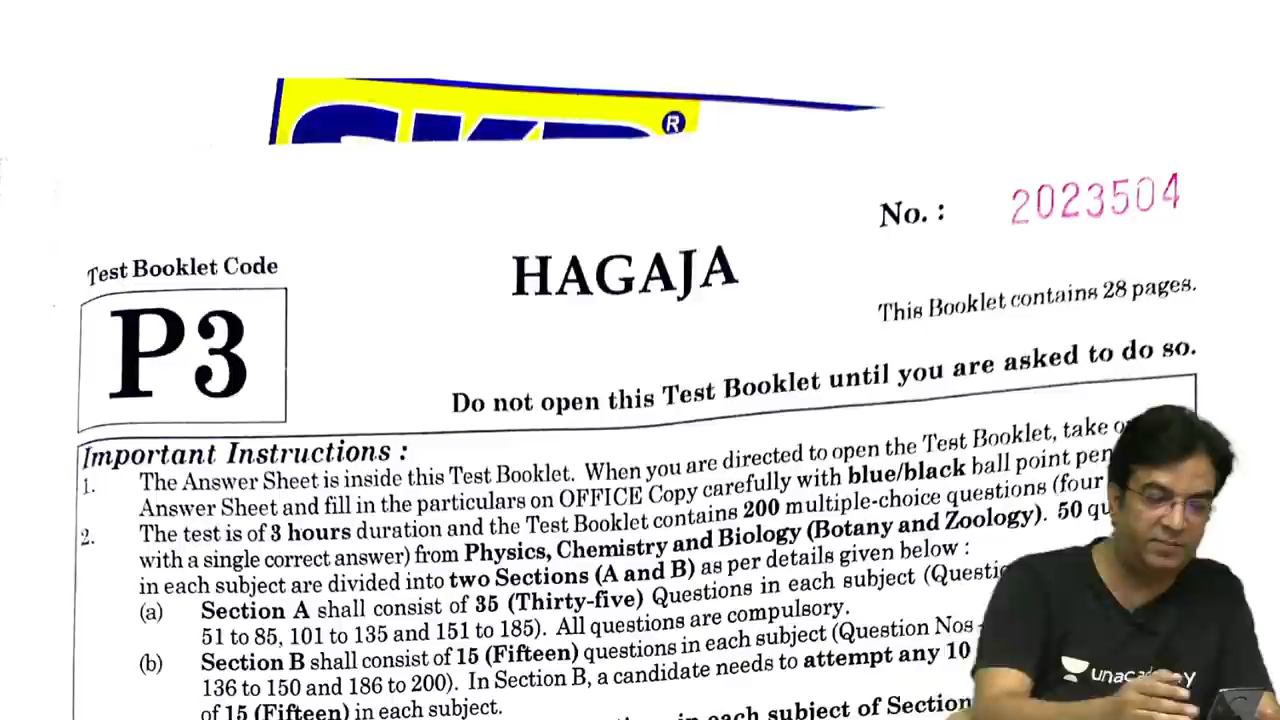 ®
No. : 2023504
HAGAJA
Test Booklet Code
P3
This Booklet contains 28 pages.
Do not open this Test Booklet until you are asked to do so.
Important Instructions :
1. The Answer Sheet is inside this Test Booklet. When you are directed to open the Test Booklet, take
Answer Sheet and fill in the particulars on OFFICE Copy carefully with blue/black ball point pen
2. The test is of 3 hours duration and the Test Booklet contains 200 multiple-choice questions (four
with a single correct answer) from Physics, Chemistry and Biology (Botany and Zoology). 50
in each subject are divided into two Sections (A and B) as per details given below :
(a) Section A shall consist of 35 (Thirty-five) Questions in each subject
51 to 85, 101 to 135 and 151 to 185). All questions are compulsory.
(b) Section B shall consist of 15 (Fifteen) questions in each subject (Question Nos
136 to 150 and 186 to 200). In Section B, a candidate needs to attempt any 10
of 15 (Fifteen) in each subject.
in each subject of Section
unacademy